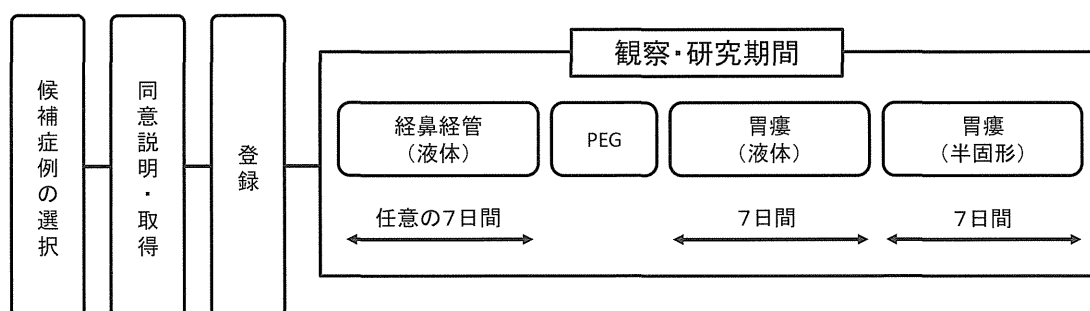 候補症例の選択
同意説明・取得
登録
観察・研究期間
経鼻経管
（液体）
PEG
胃瘻
（液体）
胃瘻
（半固形）
任意の7日間
7日間
7日間